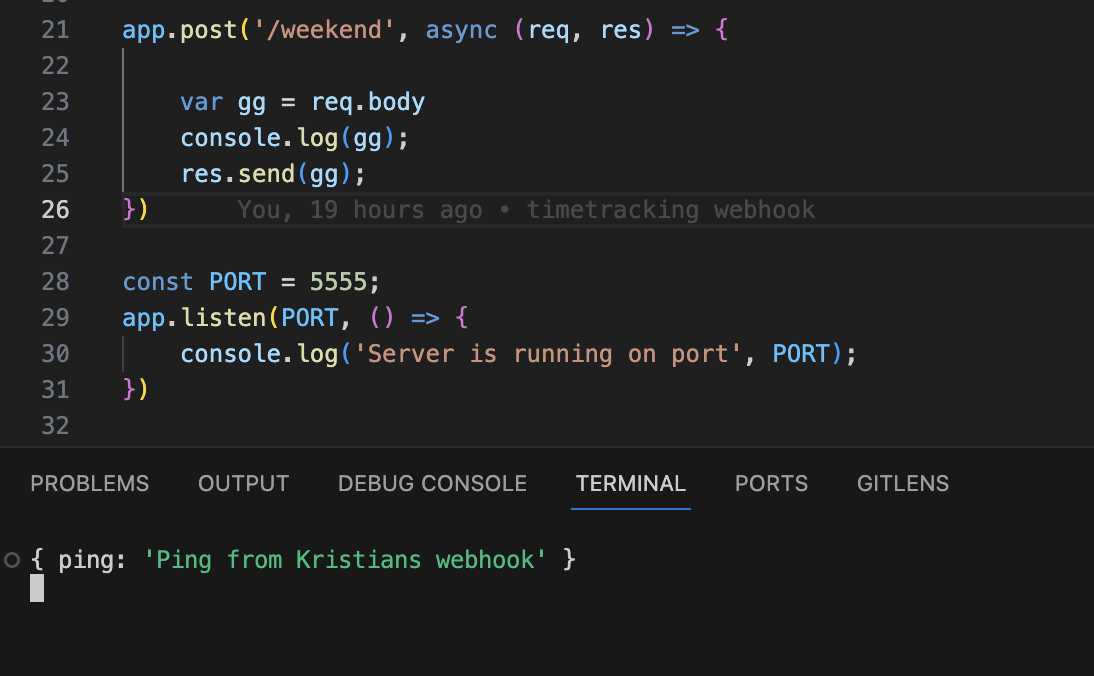 21 app.post('/weekend', async (req, res) => {
22
23 var gg = req.body
24 console.log(gg);
25 res.send(gg);
26 }) You, 19 hours ago • timetracking webhook
27
28 const PORT = 5555;
29 app.listen(PORT, () => {
30 console.log('Server is running on port', PORT);
31 })
32
PROBLEMS OUTPUT DEBUG CONSOLE TERMINAL PORTS GITLENS
{ ping: 'Ping from Kristians webhook' }